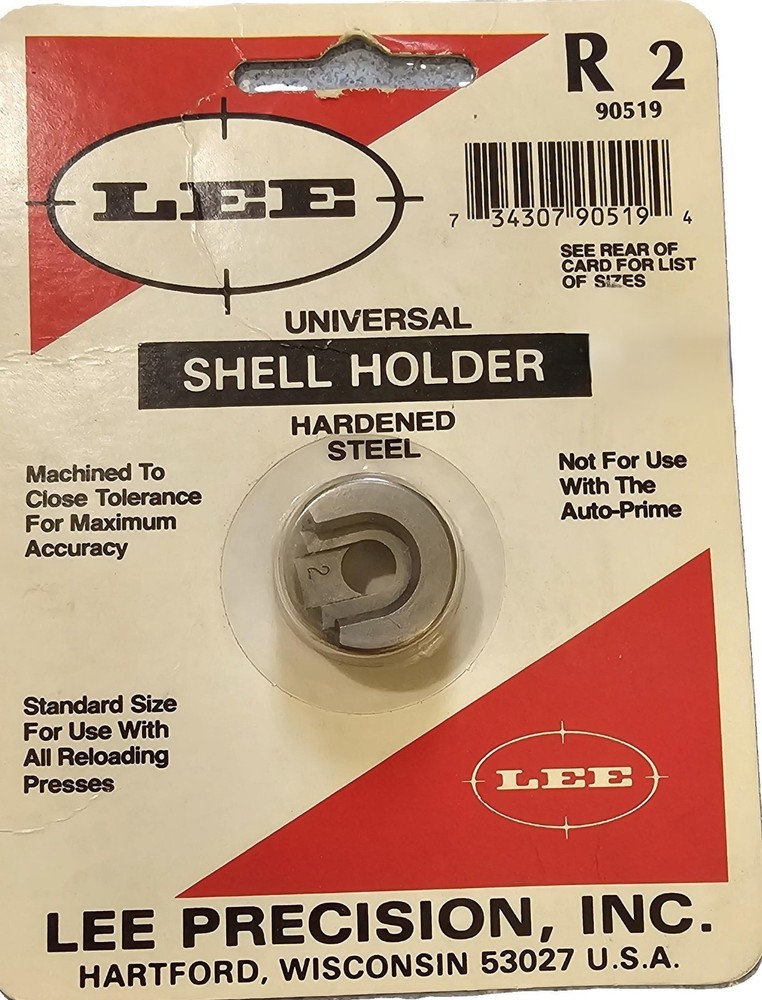 R 2
90519
LEE
7 34307 90519 4
SEE REAR OF
CARD FOR LIST
OF SIZES
UNIVERSAL
SHELL HOLDER
HARDENED
STEEL
Machined To
Close Tolerance
For Maximum
Accuracy
Not For Use
With The
Auto-Prime
2
Standard Size
For Use With
All Reloading
Presses
LEE
LEE PRECISION, INC.
HARTFORD, WISCONSIN 53027 U.S.A.